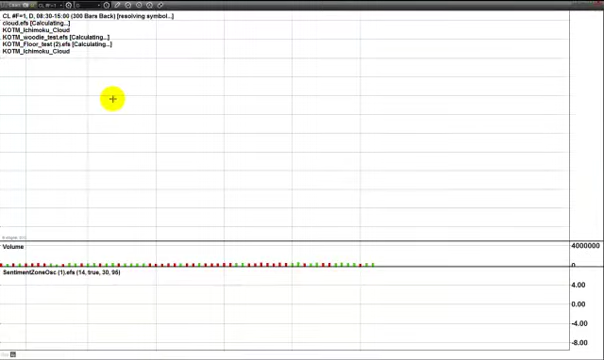 CL #F=1, D, 08:30-15:00 (300 Bars Back) [resolving symbol...]
cloud.efs [Calculating...]
KOTM_Ichimoku_Cloud
KOTM_woodie_test.efs [Calculating...]
KOTM_Floor_test (2).efs [Calculating...]
KOTM_Ichimoku_Cloud
Volume
4000000
0
SentimentZoneOsc (1).efs (14, true, 30, 95)
4.00
0.00
-4.00
-8.00